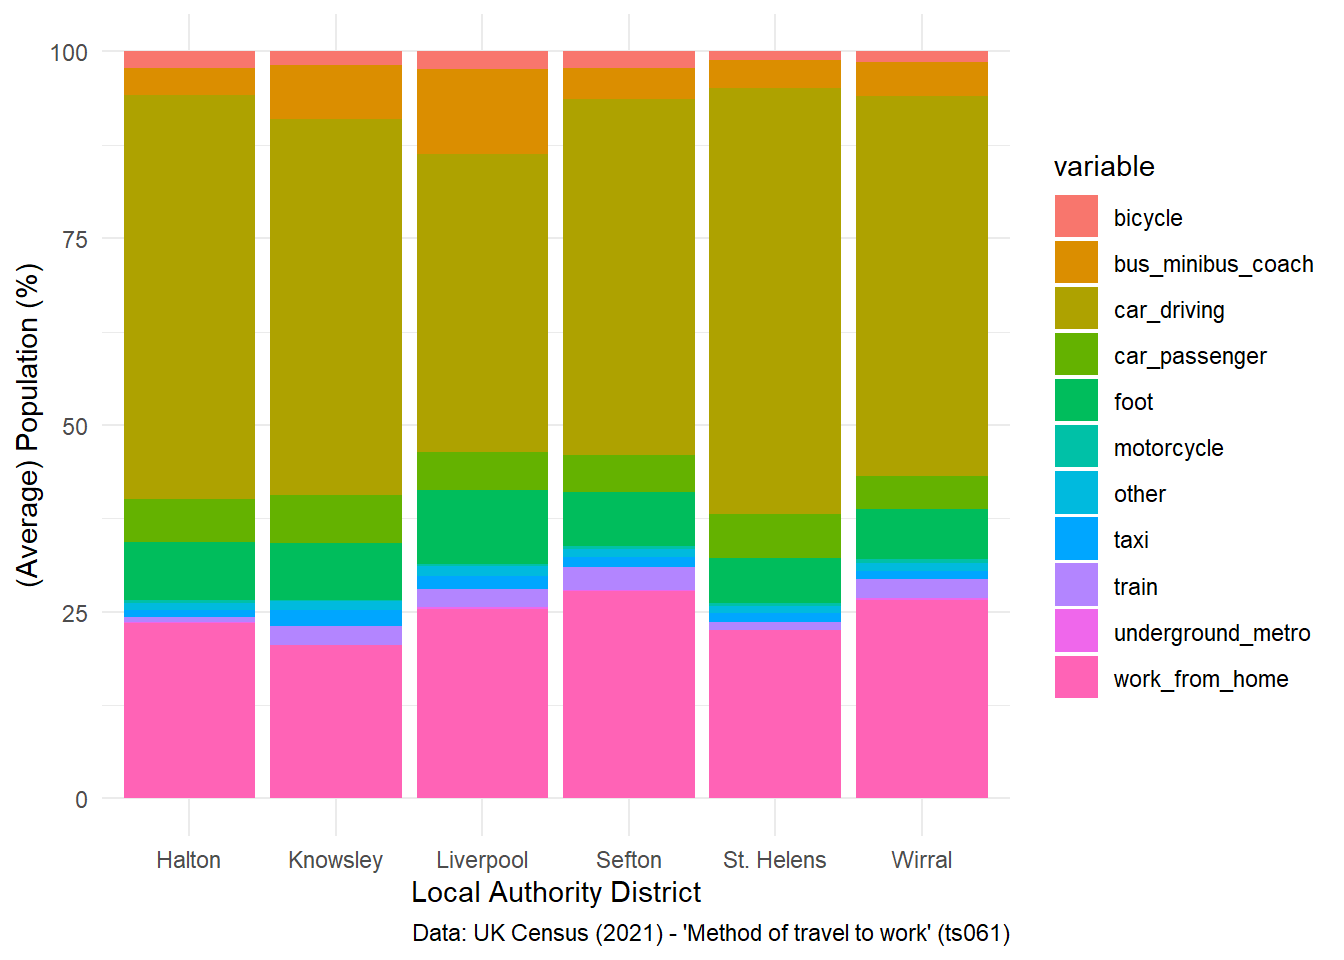 (Average) Population (%)
100
75
50
25
0
Halton
Knowsley
Liverpool
Sefton
St. Helens
Wirral
Local Authority District
Data: UK Census (2021) - 'Method of travel to work' (ts061)
variable
bicycle
bus_minibus_coach
car_driving
car_passenger
foot
motorcycle
other
taxi
train
underground_metro
work_from_home